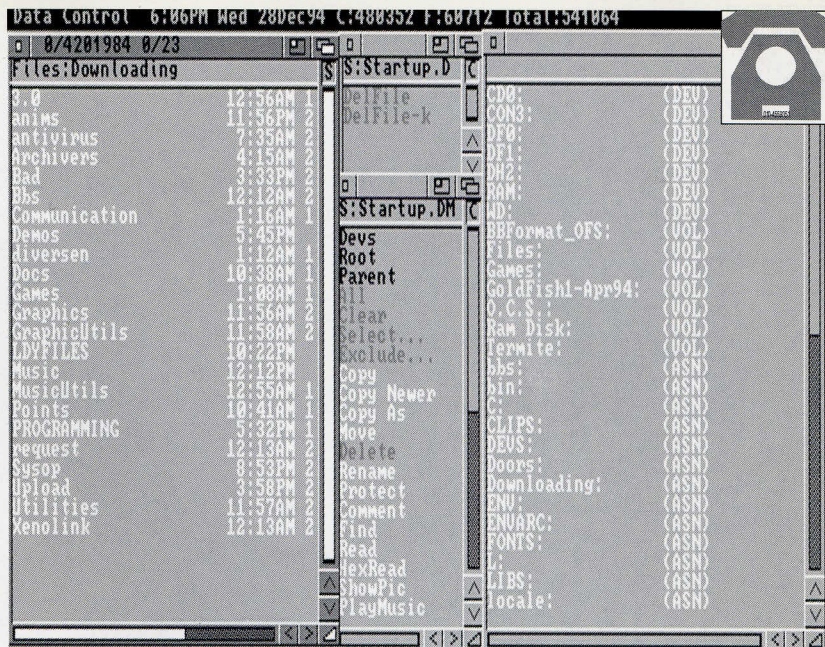 Data Control 6:06PM Wed 28Dec94 C:480352 F:60712 Total:541064
0/4201984 0/23
Files:Downloading S
3.0 12:56AM 1
anims 11:56PM 2
antivirus 7:35AM 2
Archivers 4:15AM 2
Bad 3:33PM 2
Bbs 12:12AM 2
Communication 1:16AM 1
Demos 5:45PM
diversen 1:12AM 1
Docs 10:38AM 1
Games 1:08AM 1
Graphics 11:56AM 2
GraphicUtils 11:58AM 2
LDYFILES 10:22PM
Music 12:12PM
MusicUtils 12:55AM 1
Points 10:41AM 1
PROGRAMMING 5:32PM 1
request 12:13AM 2
Sysop 8:53PM 2
Upload 3:58PM 2
Utilities 11:57AM 2
Xenolink 12:13AM 2
S:Startup.D C
DelFile
DelFile-k
S:Startup.DM C
Devs
Root
Parent
All
Clear
Select...
Exclude...
Copy
Copy Newer
Copy As
Move
Delete
Rename
Protect
Comment
Find
Read
HexRead
ShowPic
PlayMusic
CD0: (DEV)
CON3: (DEV)
DF0: (DEV)
DF1: (DEV)
DH2: (DEV)
RAM: (DEV)
WD: (DEV)
BBFormat_OFS: (VOL)
Files: (VOL)
Games: (VOL)
GoldFish1-Apr94: (VOL)
O.C.S.: (VOL)
Ram Disk: (VOL)
Termite: (VOL)
bbs: (ASN)
bin: (ASN)
C: (ASN)
CLIPS: (ASN)
DEVS: (ASN)
Doors: (ASN)
Downloading: (ASN)
ENV: (ASN)
ENVARC: (ASN)
FONTS: (ASN)
L: (ASN)
LIBS: (ASN)
locale: (ASN)